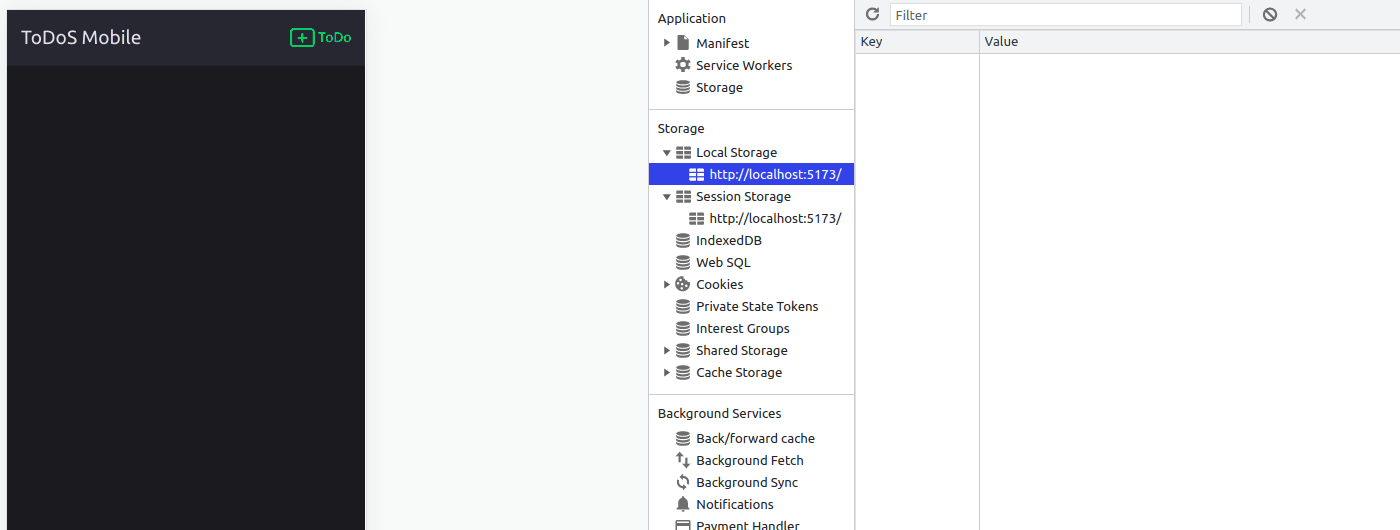 ToDoS Mobile
ToDo
Application
Manifest
Service Workers
Storage
Storage
Local Storage
http://localhost:5173/
Session Storage
http://localhost:5173/
IndexedDB
Web SQL
Cookies
Private State Tokens
Interest Groups
Shared Storage
Cache Storage
Background Services
Back/forward cache
Background Fetch
Background Sync
Notifications
Payment Handler
Filter
Key Value